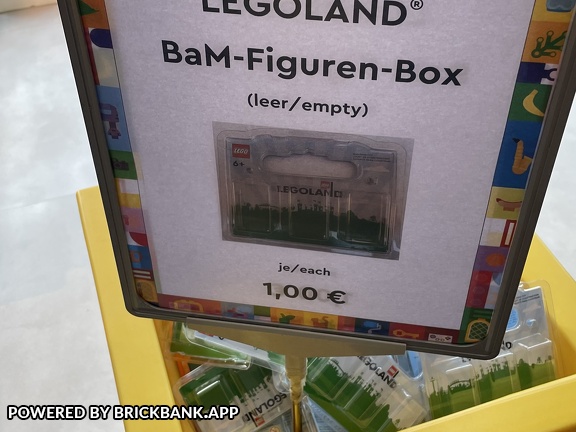 LEGOLAND®
BaM-Figuren-Box
(leer/empty)
LEGO
6+
LEGOLAND
je/each
1,00 €
LEGOLAND
LEGOLAND
POWERED BY BRICKBANK.APP